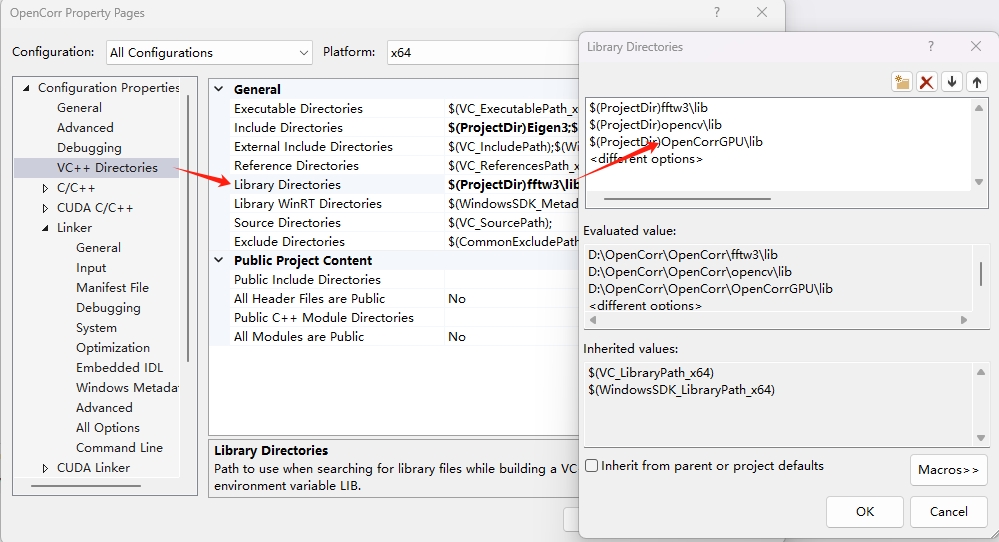 OpenCorr Property Pages
Configuration: All Configurations Platform: x64
Configuration Properties
General
Advanced
Debugging
VC++ Directories
C/C++
CUDA C/C++
Linker
General
Input
Manifest File
Debugging
System
Optimization
Embedded IDL
Windows Metadat
Advanced
All Options
Command Line
CUDA Linker
General
Executable Directories $(VC_ExecutablePath_x
Include Directories $(ProjectDir)Eigen3;$
External Include Directories $(VC_IncludePath);$(Wi
Reference Directories $(VC_ReferencesPath_x
Library Directories $(ProjectDir)fftw3\lib
Library WinRT Directories $(WindowsSDK_Metad
Source Directories $(VC_SourcePath);
Exclude Directories $(CommonExcludePath
Public Project Content
Public Include Directories
All Header Files are Public No
Public C++ Module Directories
All Modules are Public No
Library Directories
Path to use when searching for library files while building a VC
environment variable LIB.
Library Directories
$(ProjectDir)fftw3\lib
$(ProjectDir)opencv\lib
$(ProjectDir)OpenCorrGPU\lib
<different options>
Evaluated value:
D:\OpenCorr\OpenCorr\fftw3\lib
D:\OpenCorr\OpenCorr\opencv\lib
D:\OpenCorr\OpenCorr\OpenCorrGPU\lib
<different options>
Inherited values:
$(VC_LibraryPath_x64)
$(WindowsSDK_LibraryPath_x64)
Inherit from parent or project defaults
Macros>>
OK Cancel